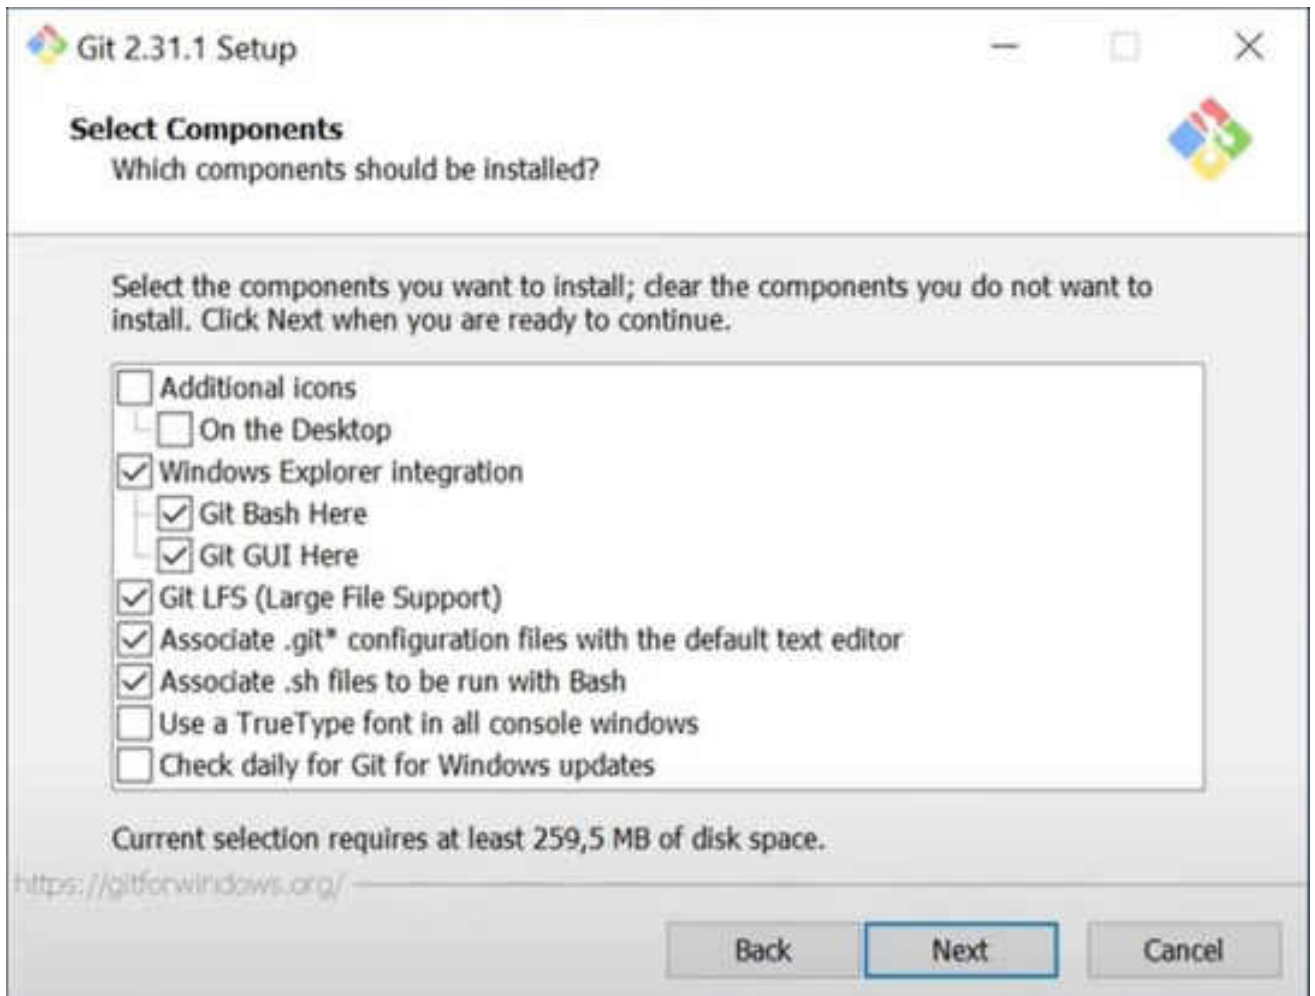 Git 2.31.1 Setup
Select Components
Which components should be installed?
Select the components you want to install; clear the components you do not want to
install. Click Next when you are ready to continue.
Additional icons
On the Desktop
Windows Explorer integration
Git Bash Here
Git GUI Here
Git LFS (Large File Support)
Associate .git* configuration files with the default text editor
Associate .sh files to be run with Bash
Use a TrueType font in all console windows
Check daily for Git for Windows updates
Current selection requires at least 259,5 MB of disk space.
https://gitforwindows.org/
Back
Next
Cancel